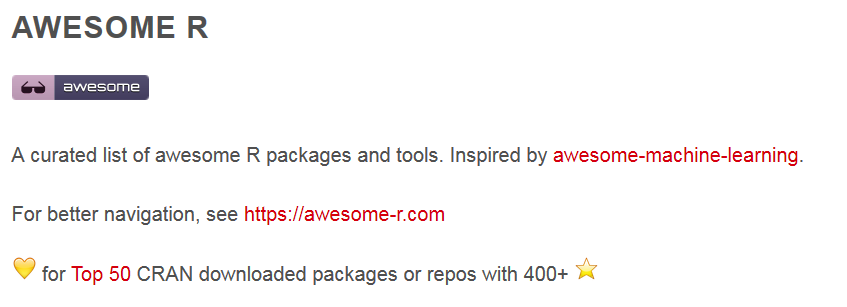 AWESOME R
awesome
A curated list of awesome R packages and tools. Inspired by awesome-machine-learning.
For better navigation, see https://awesome-r.com
💛 for Top 50 CRAN downloaded packages or repos with 400+ ⭐